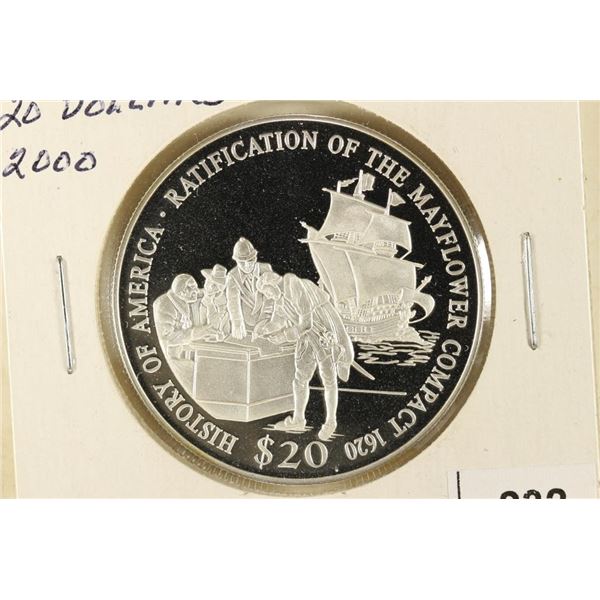 20 DOLLARS
2000
HISTORY OF AMERICA · RATIFICATION OF THE MAYFLOWER COMPACT 1620
$20